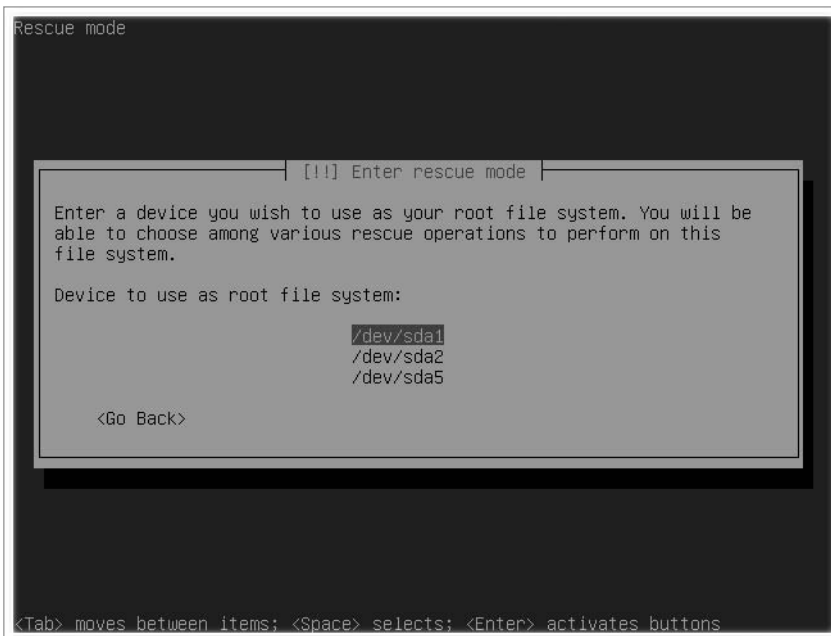 Rescue mode
[!!] Enter rescue mode
Enter a device you wish to use as your root file system. You will be
able to choose among various rescue operations to perform on this
file system.
Device to use as root file system:
/dev/sda1
/dev/sda2
/dev/sda5
<Go Back>
<Tab> moves between items; <Space> selects; <Enter> activates buttons